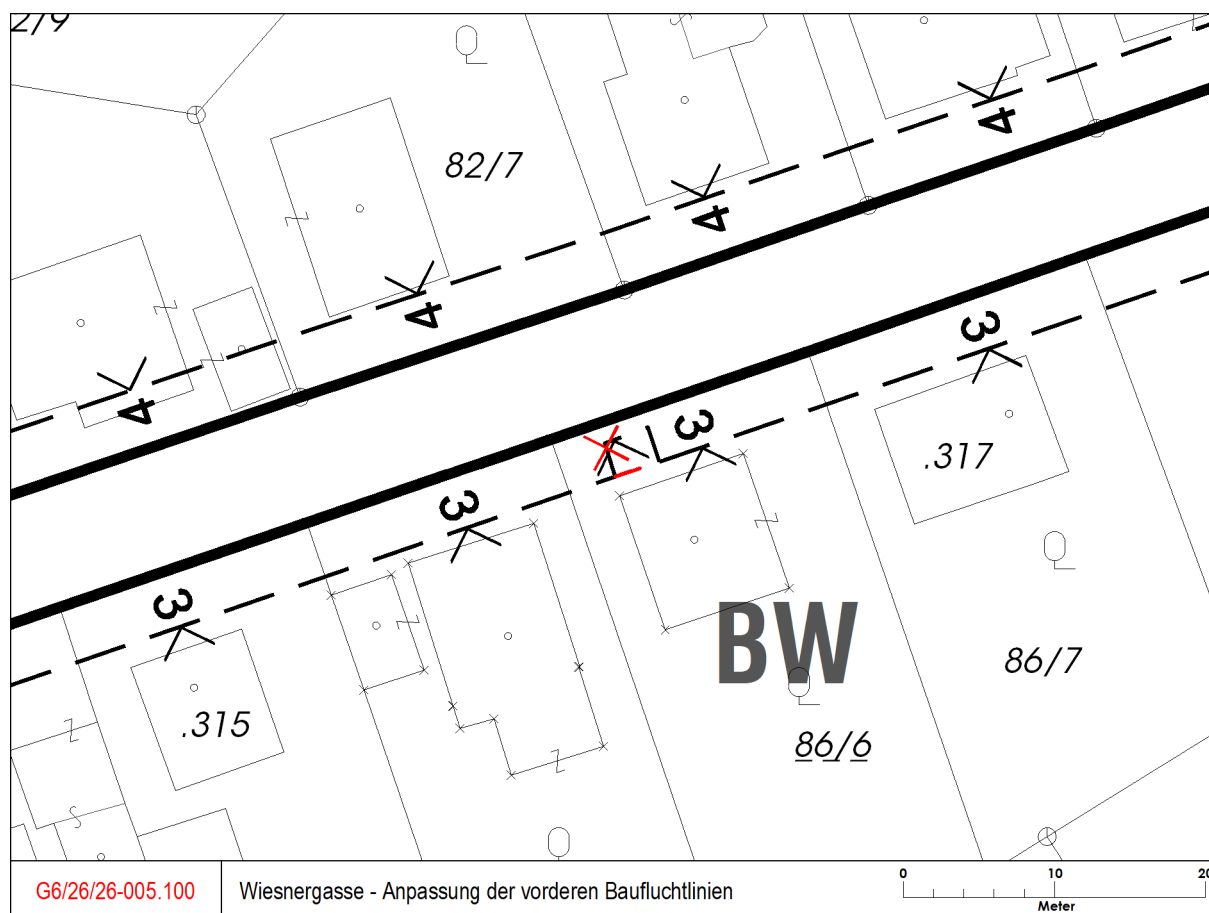 2/9
82/7
4
4
4
4
3
3
.317
3
3
BW
86/7
.315
86/6
G6/26/26-005.100
Wiesnergasse - Anpassung der vorderen Baufluchtlinien
0 10 20
Meter